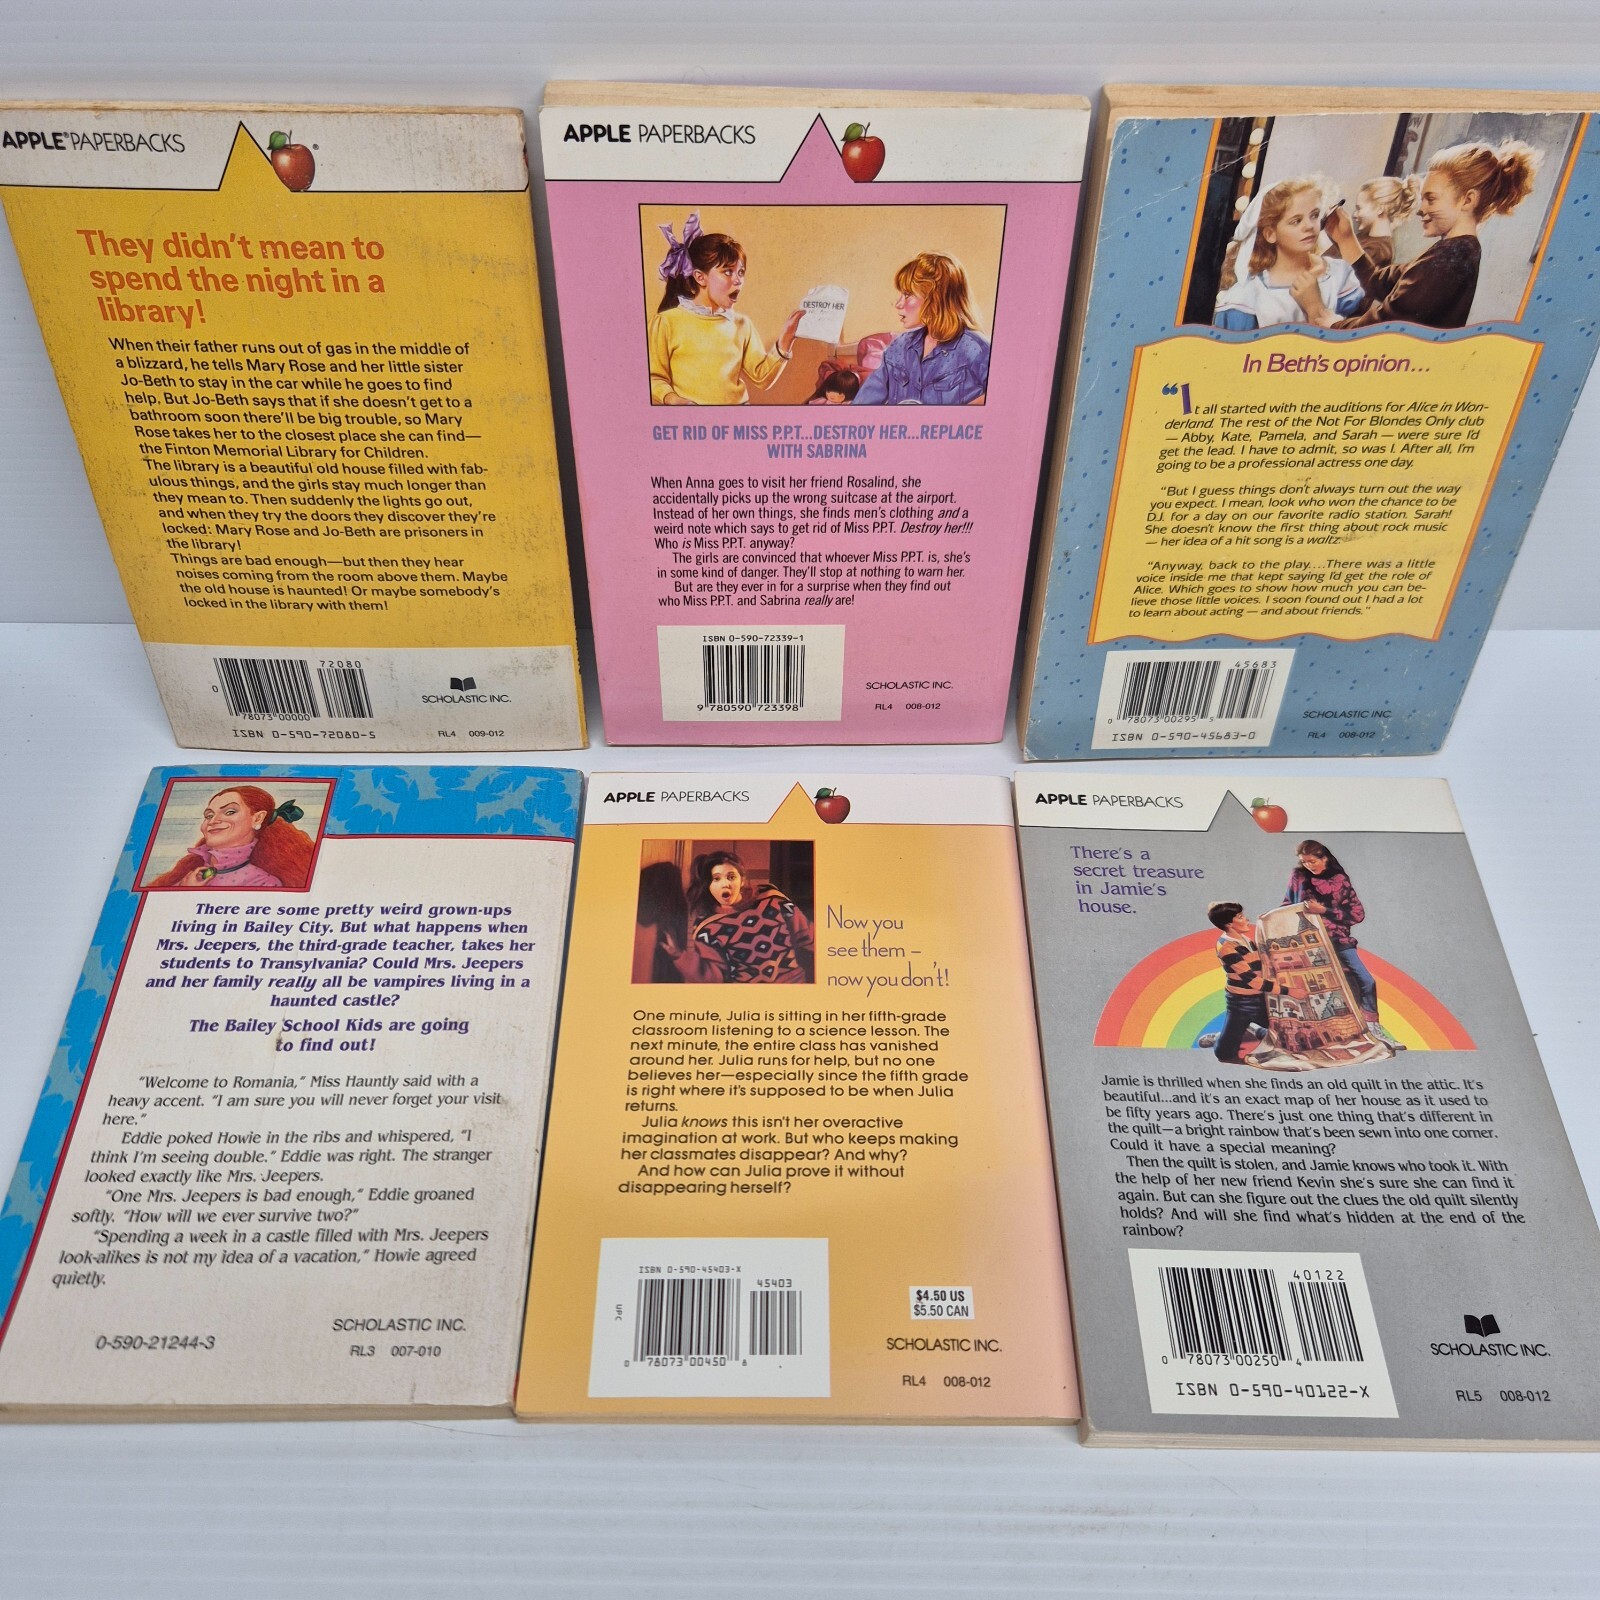 APPLE® PAPERBACKS
®
They didn't mean to
spend the night in a
library!
When their father runs out of gas in the middle of
a blizzard, he tells Mary Rose and her little sister
Jo-Beth to stay in the car while he goes to find
help. But Jo-Beth says that if she doesn't get to a
bathroom soon there'll be big trouble, so Mary
Rose takes her to the closest place she can find—
the Finton Memorial Library for Children.
The library is a beautiful old house filled with fab-
ulous things, and the girls stay much longer than
they mean to. Then suddenly the lights go out,
and when they try the doors they discover they're
locked: Mary Rose and Jo-Beth are prisoners in
the library!
Things are bad enough—but then they hear
noises coming from the room above them. Maybe
the old house is haunted! Or maybe somebody's
locked in the library with them!
72080
0
78073 00000
ISBN 0-590-72080-5
SCHOLASTIC INC.
RL4 009-012
APPLE PAPERBACKS
DESTROY HER
GET RID OF MISS P.P.T...DESTROY HER...REPLACE
WITH SABRINA
When Anna goes to visit her friend Rosalind, she
accidentally picks up the wrong suitcase at the airport.
Instead of her own things, she finds men's clothing and a
weird note which says to get rid of Miss P.P.T. Destroy her!!!
Who is Miss P.P.T. anyway?
The girls are convinced that whoever Miss P.P.T. is, she's
in some kind of danger. They'll stop at nothing to warn her.
But are they ever in for a surprise when they find out
who Miss P.P.T. and Sabrina really are!
ISBN 0-590-72339-1
9 780590 723398
SCHOLASTIC INC.
RL4 008-012
In Beth's opinion...
"It all started with the auditions for Alice in Won-
derland. The rest of the Not For Blondes Only club
— Abby, Kate, Pamela, and Sarah — were sure I'd
get the lead. I have to admit, so was I. After all, I'm
going to be a professional actress one day.
"But I guess things don't always turn out the way
you expect. I mean, look who won the chance to be
D.J. for a day on our favorite radio station. Sarah!
She doesn't know the first thing about rock music
— her idea of a hit song is a waltz.
"Anyway, back to the play....There was a little
voice inside me that kept saying I'd get the role of
Alice. Which goes to show how much you can be-
lieve those little voices. I soon found out I had a lot
to learn about acting — and about friends."
45683
0 78073 00295 5
ISBN 0-590-45683-0
SCHOLASTIC INC.
RL4 008-012
There are some pretty weird grown-ups
living in Bailey City. But what happens when
Mrs. Jeepers, the third-grade teacher, takes her
students to Transylvania? Could Mrs. Jeepers
and her family really all be vampires living in a
haunted castle?
The Bailey School Kids are going
to find out!
"Welcome to Romania," Miss Hauntly said with a
heavy accent. "I am sure you will never forget your visit
here."
Eddie poked Howie in the ribs and whispered, "I
think I'm seeing double." Eddie was right. The stranger
looked exactly like Mrs. Jeepers.
"One Mrs. Jeepers is bad enough," Eddie groaned
softly. "How will we ever survive two?"
"Spending a week in a castle filled with Mrs. Jeepers
look-alikes is not my idea of a vacation," Howie agreed
quietly.
0-590-21244-3
SCHOLASTIC INC.
RL3 007-010
APPLE PAPERBACKS
Now you
see them –
now you don't!
One minute, Julia is sitting in her fifth-grade
classroom listening to a science lesson. The
next minute, the entire class has vanished
around her. Julia runs for help, but no one
believes her—especially since the fifth grade
is right where it's supposed to be when Julia
returns.
Julia knows this isn't her overactive
imagination at work. But who keeps making
her classmates disappear? And why?
And how can Julia prove it without
disappearing herself?
ISBN 0-590-45403-X
45403
UPC
0 78073 00450 8
$4.50 US
$5.50 CAN
SCHOLASTIC INC.
RL4 008-012
APPLE PAPERBACKS
There's a
secret treasure
in Jamie's
house.
Jamie is thrilled when she finds an old quilt in the attic. It's
beautiful...and it's an exact map of her house as it used to
be fifty years ago. There's just one thing that's different in
the quilt—a bright rainbow that's been sewn into one corner.
Could it have a special meaning?
Then the quilt is stolen, and Jamie knows who took it. With
the help of her new friend Kevin she's sure she can find it
again. But can she figure out the clues the old quilt silently
holds? And will she find what's hidden at the end of the
rainbow?
40122
0 78073 00250 4
ISBN 0-590-40122-X
SCHOLASTIC INC.
RL5 008-012